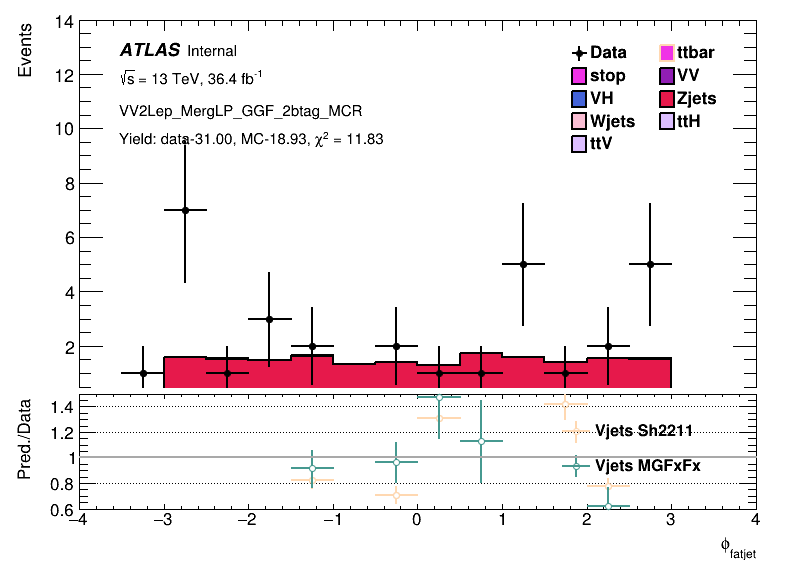 Events
14
12
10
8
6
4
2
ATLAS Internal
√s = 13 TeV, 36.4 fb⁻¹
VV2Lep_MergLP_GGF_2btag_MCR
Yield: data-31.00, MC-18.93, χ² = 11.83
Data ttbar
stop VV
VH Zjets
Wjets ttH
ttV
Pred./Data
1.4
1.2
1
0.8
0.6
Vjets Sh2211
Vjets MGFxFx
−4 −3 −2 −1 0 1 2 3 4
ϕfatjet